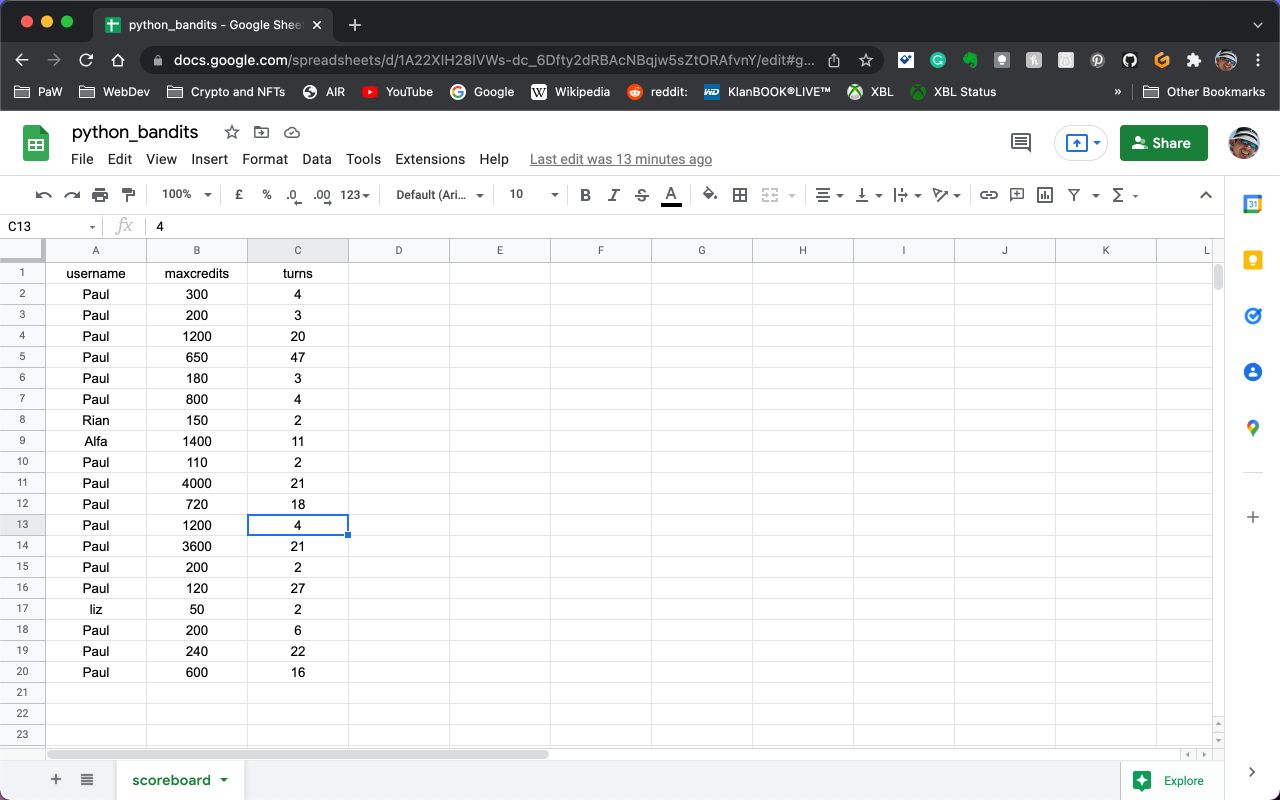 python_bandits - Google Sheet
docs.google.com/spreadsheets/d/1A22XIH28IVWs-dc_6Dfty2dRBAcNBqjw5sZtORAfvnY/edit#g...
PaW WebDev Crypto and NFTs AIR YouTube Google Wikipedia reddit: KlanBOOK®LIVE™ XBL XBL Status » Other Bookmarks
python_bandits
Share
File Edit View Insert Format Data Tools Extensions Help Last edit was 13 minutes ago
100% £ % .0 .00 123 Default (Ari... 10 B I S A Σ
31
C13 fx 4
A B C D E F G H I J K L
1 username maxcredits turns
2 Paul 300 4
3 Paul 200 3
4 Paul 1200 20
5 Paul 650 47
6 Paul 180 3
7 Paul 800 4
8 Rian 150 2
9 Alfa 1400 11
10 Paul 110 2
11 Paul 4000 21
12 Paul 720 18
13 Paul 1200 4
14 Paul 3600 21
15 Paul 200 2
16 Paul 120 27
17 liz 50 2
18 Paul 200 6
19 Paul 240 22
20 Paul 600 16
21
22
23
scoreboard
Explore